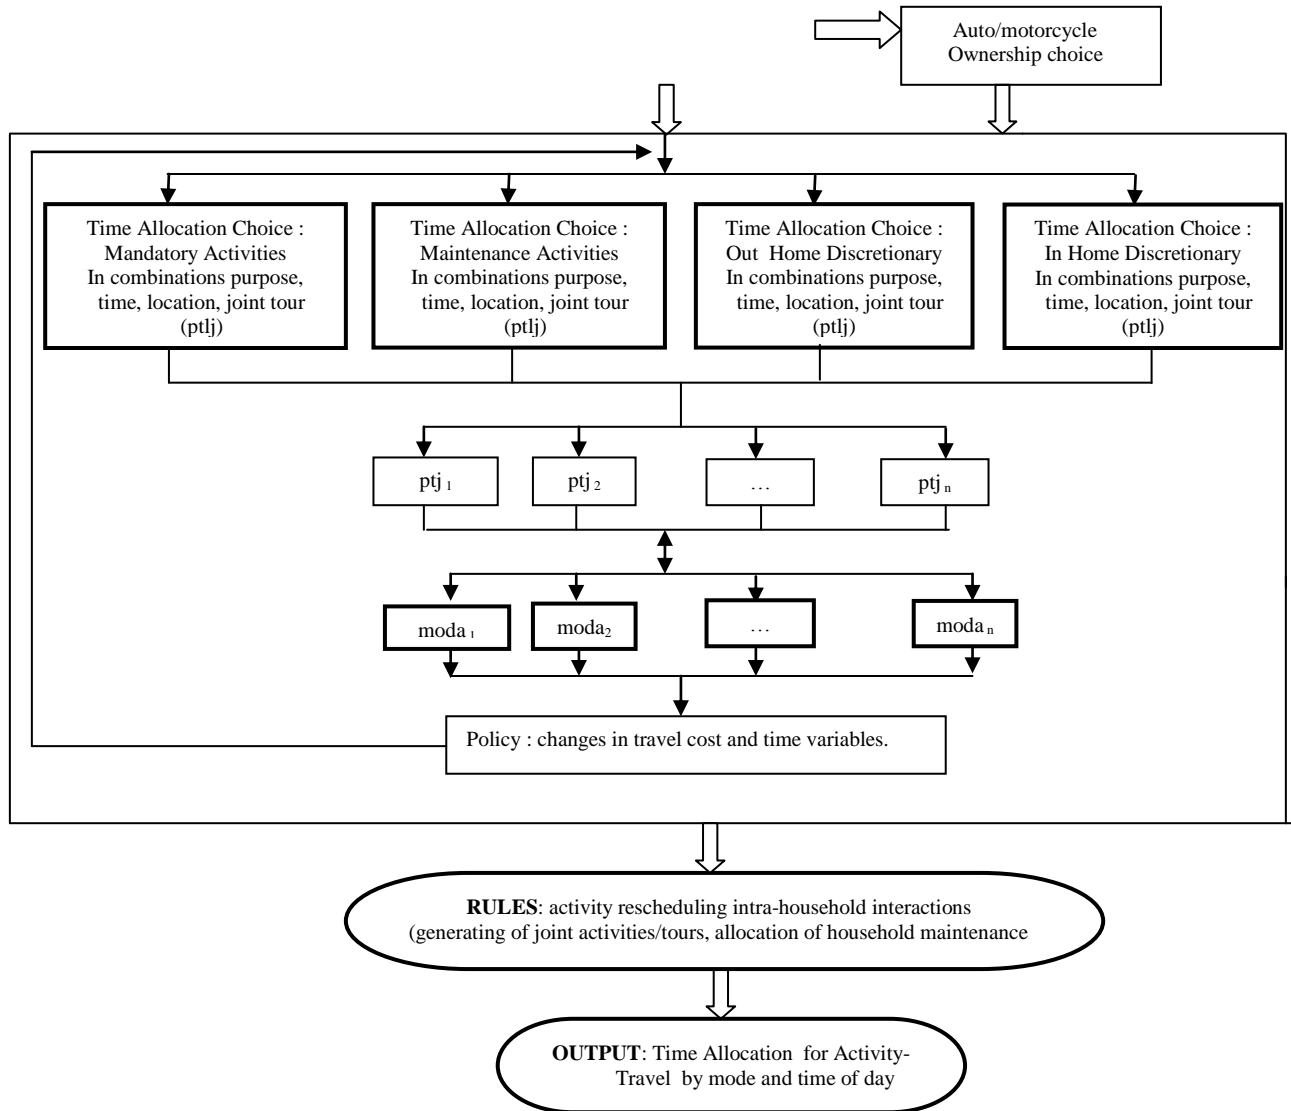 Auto/motorcycle
Ownership choice
Time Allocation Choice :
Mandatory Activities
In combinations purpose,
time, location, joint tour
(ptlj)
Time Allocation Choice :
Maintenance Activities
In combinations purpose,
time, location, joint tour
(ptlj)
Time Allocation Choice :
Out Home Discretionary
In combinations purpose,
time, location, joint tour
(ptlj)
Time Allocation Choice :
In Home Discretionary
In combinations purpose,
time, location, joint tour
(ptlj)
ptj 1
ptj 2
…
ptj n
moda 1
moda2
…
moda n
Policy : changes in travel cost and time variables.
RULES: activity rescheduling intra-household interactions
(generating of joint activities/tours, allocation of household maintenance
OUTPUT: Time Allocation for Activity-
Travel by mode and time of day